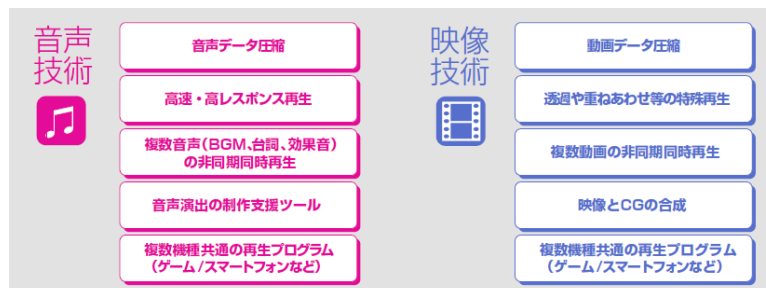 音声
技術
音声データ圧縮
高速・高レスポンス再生
複数音声(BGM、台詞、効果音)
の非同期同時再生
音声演出の制作支援ツール
複数機種共通の再生プログラム
(ゲーム/スマートフォンなど)
映像
技術
動画データ圧縮
透過や重ねあわせ等の特殊再生
複数動画の非同期同時再生
映像とCGの合成
複数機種共通の再生プログラム
(ゲーム/スマートフォンなど)